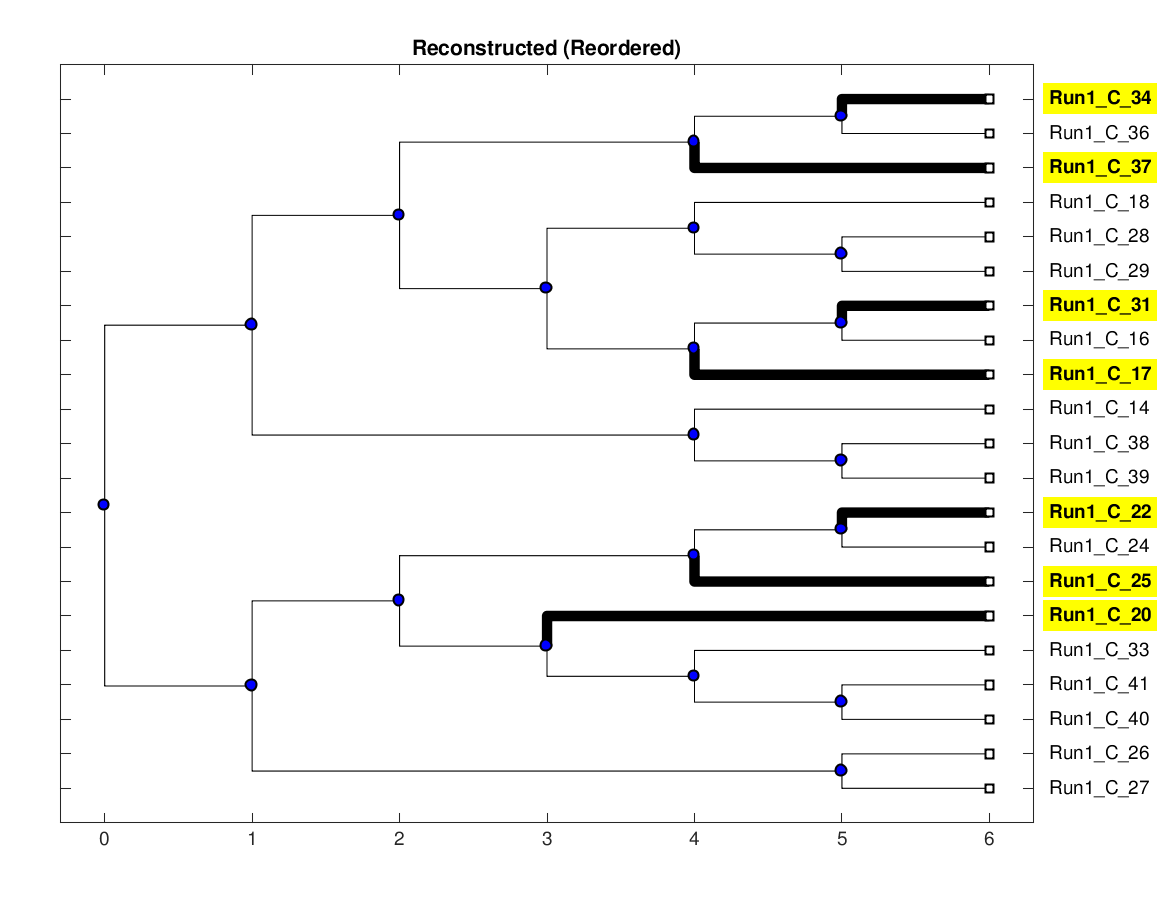 Reconstructed (Reordered)
Run1_C_34
Run1_C_36
Run1_C_37
Run1_C_18
Run1_C_28
Run1_C_29
Run1_C_31
Run1_C_16
Run1_C_17
Run1_C_14
Run1_C_38
Run1_C_39
Run1_C_22
Run1_C_24
Run1_C_25
Run1_C_20
Run1_C_33
Run1_C_41
Run1_C_40
Run1_C_26
Run1_C_27
0 1 2 3 4 5 6